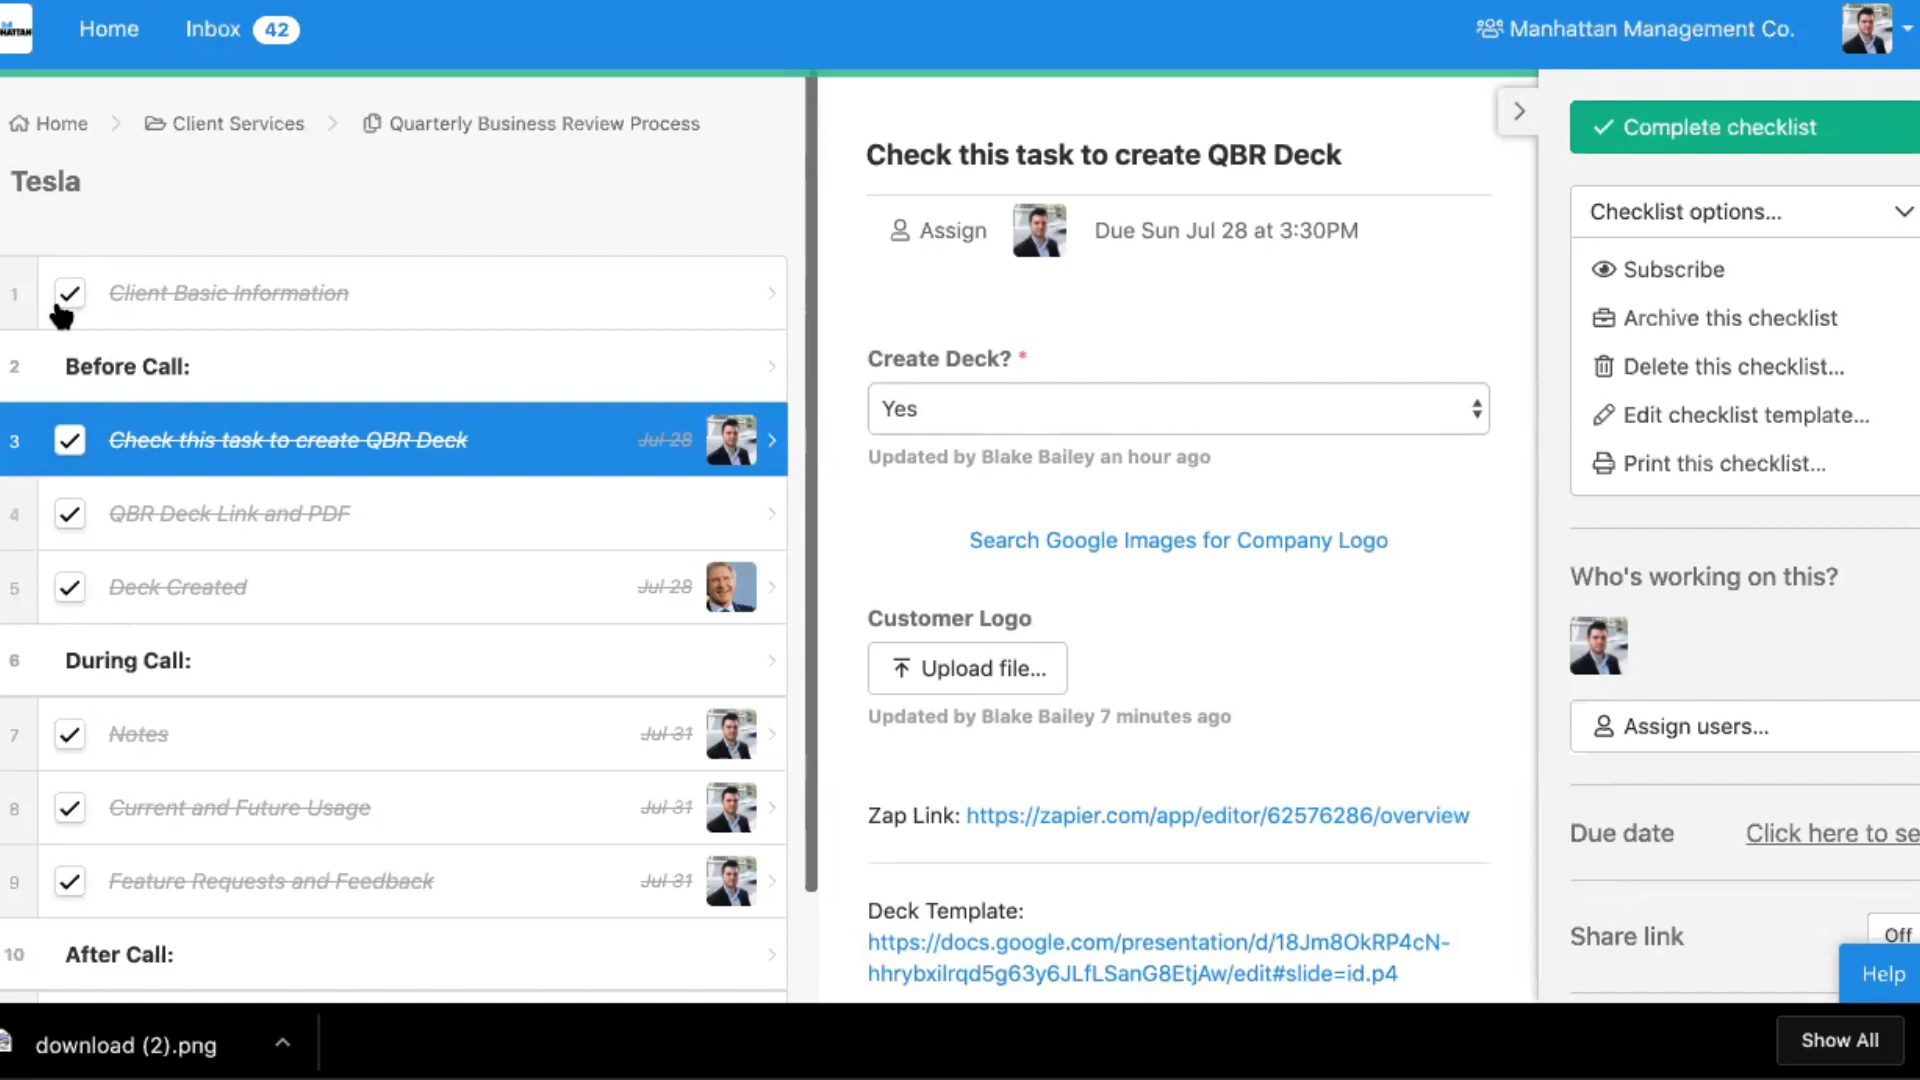 HATTAN
Home
Inbox 42
Manhattan Management Co.
Home
Client Services
Quarterly Business Review Process
Tesla
1 Client Basic Information
2 Before Call:
3 Check this task to create QBR Deck Jul 28
4 QBR Deck Link and PDF
5 Deck Created Jul 28
6 During Call:
7 Notes Jul 31
8 Current and Future Usage Jul 31
9 Feature Requests and Feedback Jul 31
10 After Call:
Check this task to create QBR Deck
Assign Due Sun Jul 28 at 3:30PM
Create Deck? *
Yes
Updated by Blake Bailey an hour ago
Search Google Images for Company Logo
Customer Logo
Upload file...
Updated by Blake Bailey 7 minutes ago
Zap Link: https://zapier.com/app/editor/62576286/overview
Deck Template:
https://docs.google.com/presentation/d/18Jm8OkRP4cN-
hhrybxilrqd5g63y6JLfLSanG8EtjAw/edit#slide=id.p4
Complete checklist
Checklist options...
Subscribe
Archive this checklist
Delete this checklist...
Edit checklist template...
Print this checklist...
Who's working on this?
Assign users...
Due date Click here to se
Share link Off
Help
download (2).png
Show All